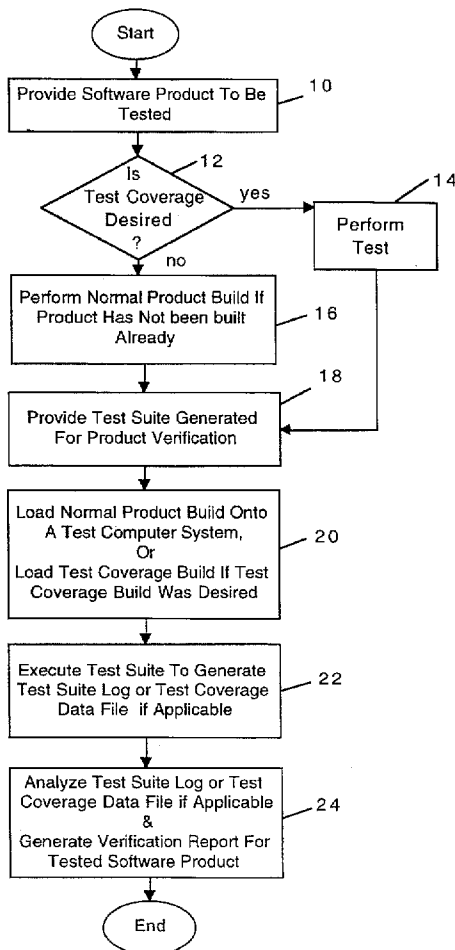 Start
Provide Software Product To Be
Tested
10
12
Is
Test Coverage
Desired
?
yes
no
14
Perform
Test
Perform Normal Product Build If
Product Has Not been built
Already
16
18
Provide Test Suite Generated
For Product Verification
Load Normal Product Build Onto
A Test Computer System,
Or
Load Test Coverage Build If Test
Coverage Build Was Desired
20
Execute Test Suite To Generate
Test Suite Log or Test Coverage
Data File if Applicable
22
Analyze Test Suite Log or Test
Coverage Data File if Applicable
&
Generate Verification Report For
Tested Software Product
24
End